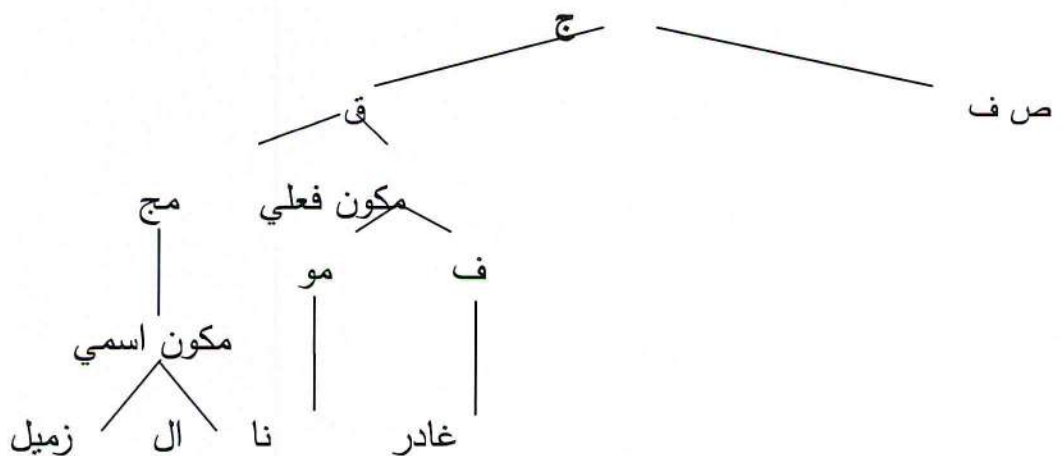 ج
ص ف ق
مكون فعلي مج
ف مو
مكون اسمي
غادر نا ال زميل